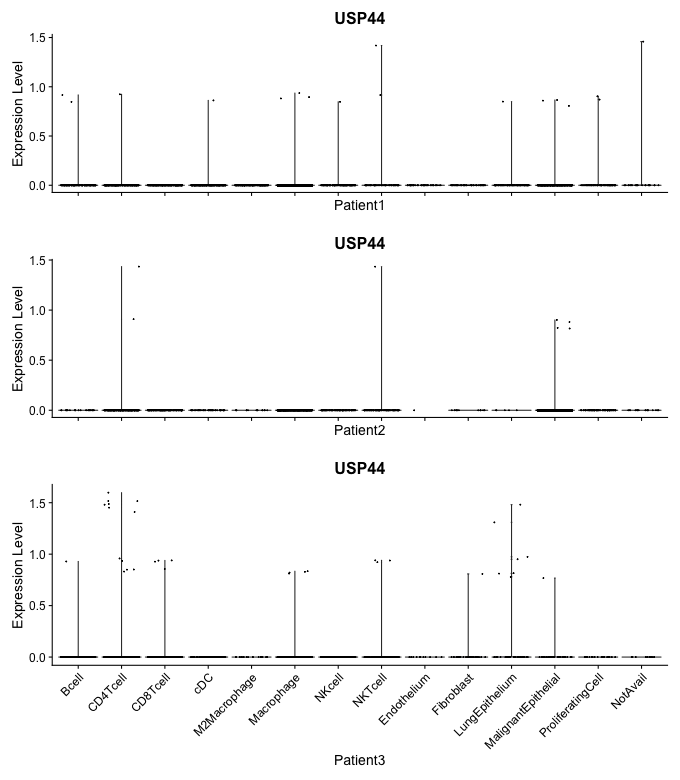 USP44
Expression Level
1.5
1.0
0.5
0.0
Patient1
USP44
Expression Level
1.5
1.0
0.5
0.0
Patient2
USP44
Expression Level
1.5
1.0
0.5
0.0
Bcell
CD4Tcell
CD8Tcell
cDC
M2Macrophage
Macrophage
NKcell
NKTcell
Endothelium
Fibroblast
LungEpithelium
MalignantEpithelial
ProliferatingCell
NotAvail
Patient3